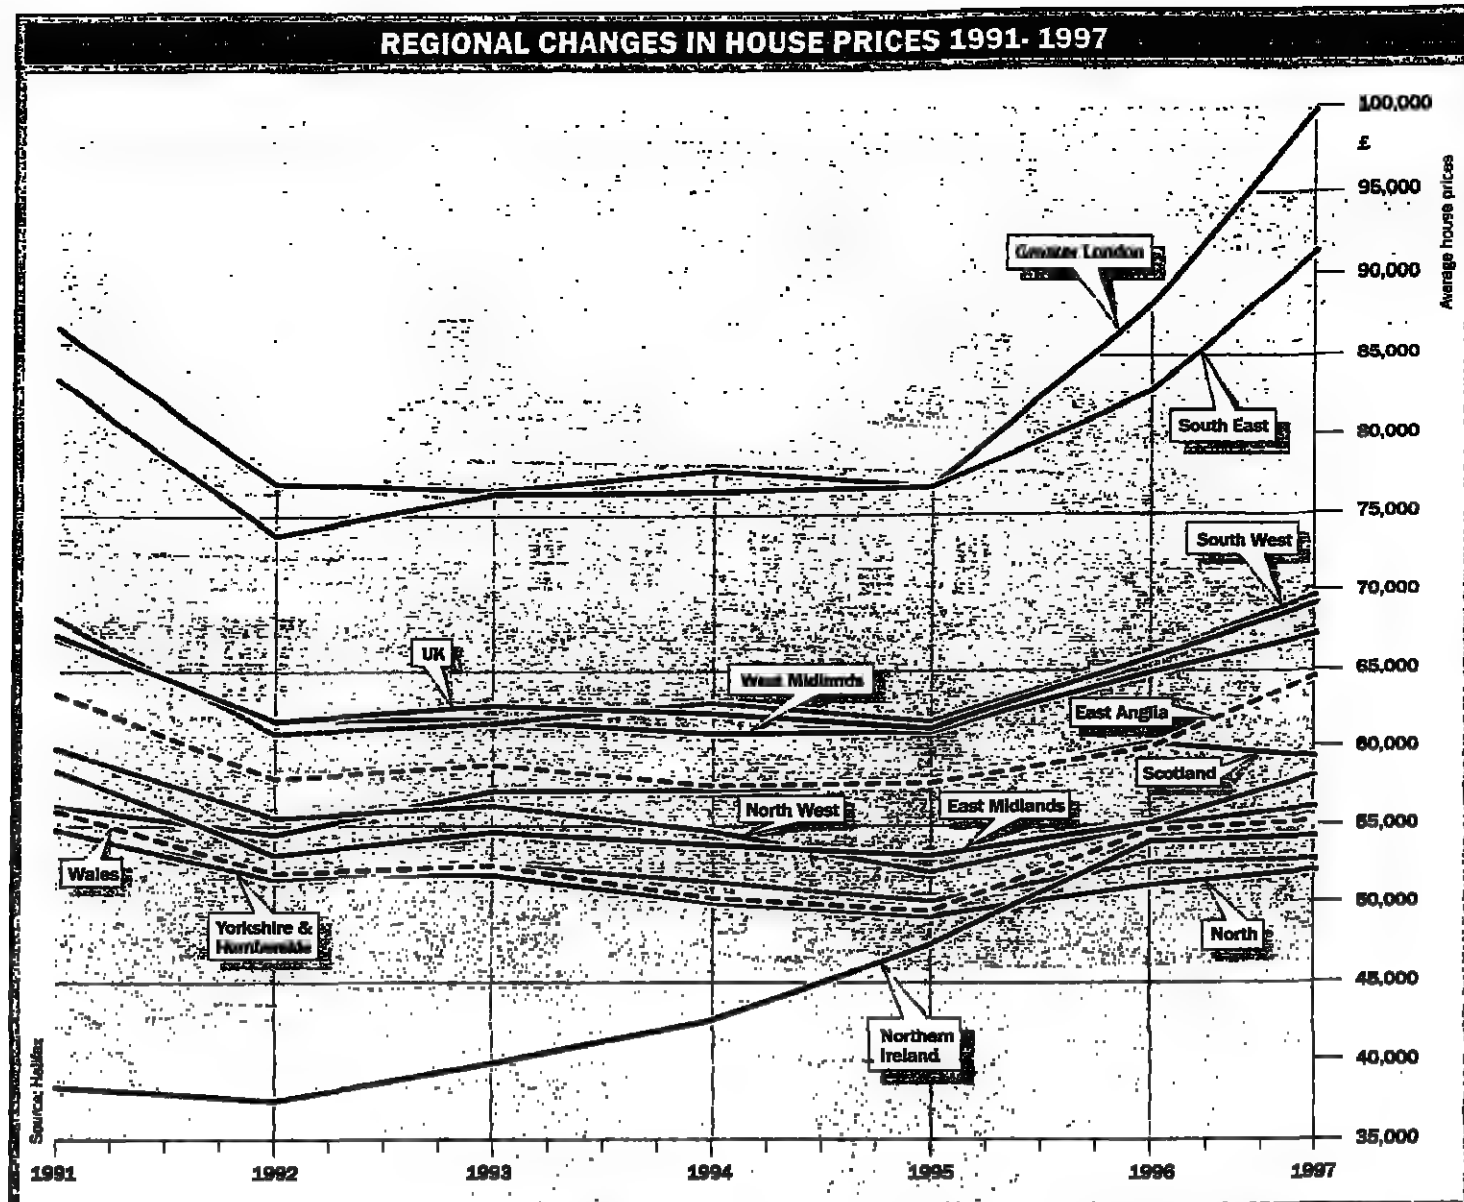 REGIONAL CHANGES IN HOUSE PRICES 1991- 1997
100,000
£
95,000
90,000
85,000
80,000
75,000
70,000
65,000
60,000
55,000
50,000
45,000
40,000
35,000
Average house prices
Greater London
South East
South West
UK
West Midlands
East Anglia
Scotland
North West
East Midlands
Wales
Yorkshire &
Humberside
North
Northern
Ireland
Source: Halifax
1991
1992
1993
1994
1995
1996
1997